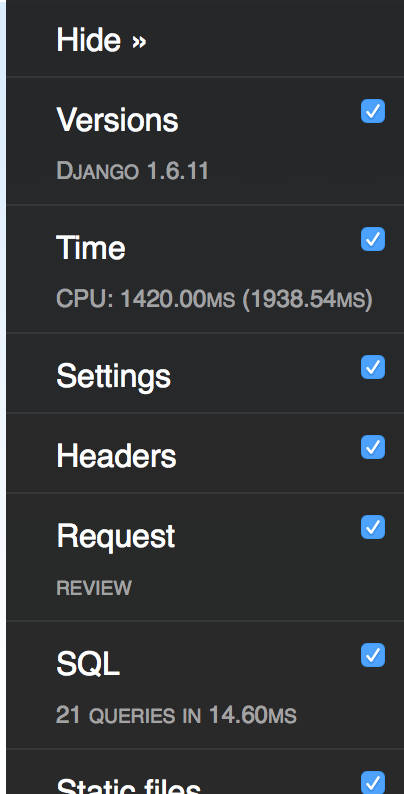 Hide »
Versions
Django 1.6.11
Time
CPU: 1420.00ms (1938.54ms)
Settings
Headers
Request
review
SQL
21 queries in 14.60ms
Static files